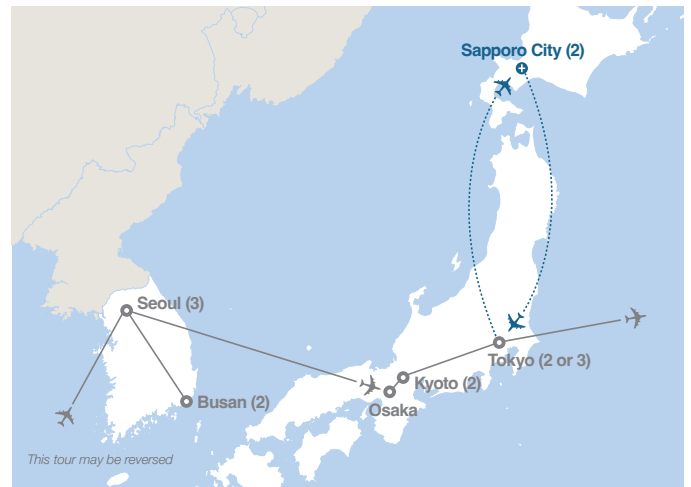 Sapporo City (2)
Seoul (3)
Tokyo (2 or 3)
Kyoto (2)
Busan (2)
Osaka
This tour may be reversed